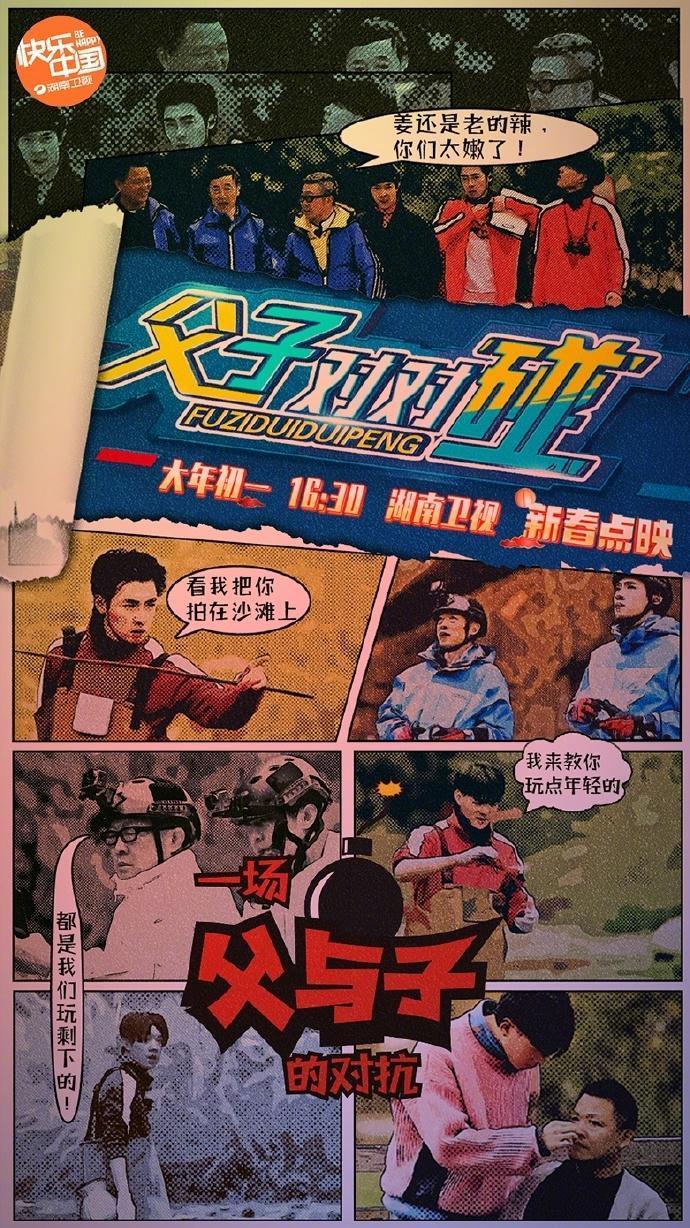 快乐
中国
BE
HAPPY
湖南卫视
姜还是老的辣，
你们太嫩了！
父子对对碰
FUZIDUIDUIPENG
大年初一 16:30 湖南卫视 新春点映
看我把你
拍在沙滩上
我来教你
玩点年轻的
都是我们玩剩下的！
一场
父与子
的对抗